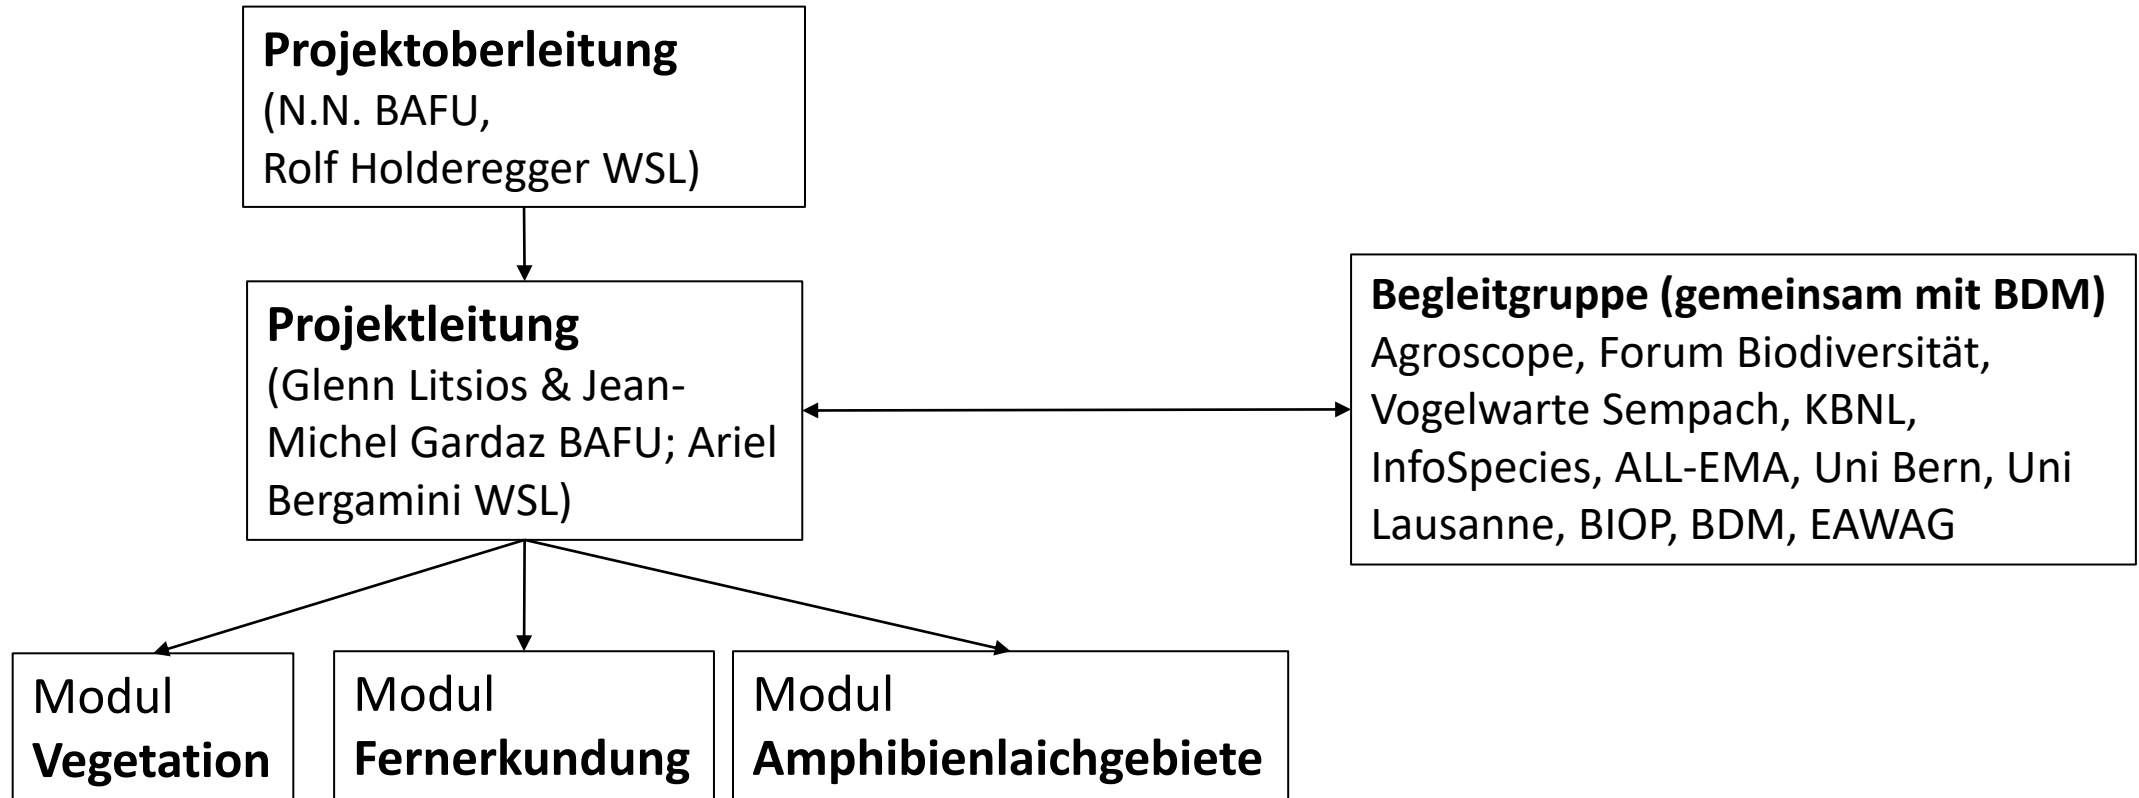 Projektoberleitung
(N.N. BAFU,
Rolf Holderegger WSL)
Projektleitung
(Glenn Litsios & Jean-
Michel Gardaz BAFU; Ariel
Bergamini WSL)
Begleitgruppe (gemeinsam mit BDM)
Agroscope, Forum Biodiversität,
Vogelwarte Sempach, KBNL,
InfoSpecies, ALL-EMA, Uni Bern, Uni
Lausanne, BIOP, BDM, EAWAG
Modul
Vegetation
Modul
Fernerkundung
Modul
Amphibienlaichgebiete